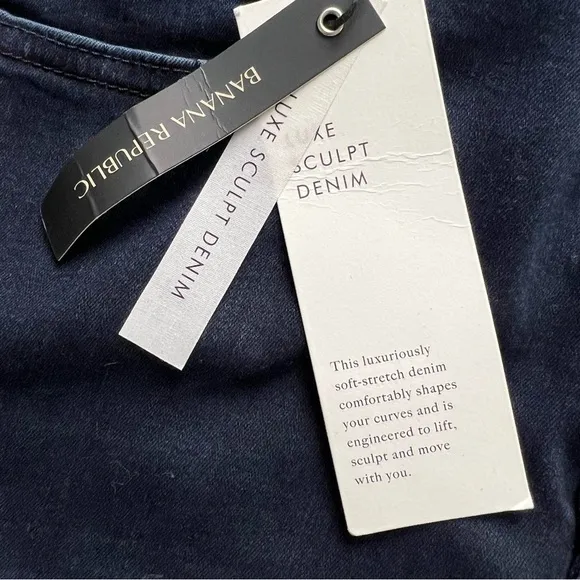 BANANA REPUBLIC
LUXE SCULPT DENIM
SCULPT
DENIM
This luxuriously
soft-stretch denim
comfortably shapes
your curves and is
engineered to lift,
sculpt and move
with you.